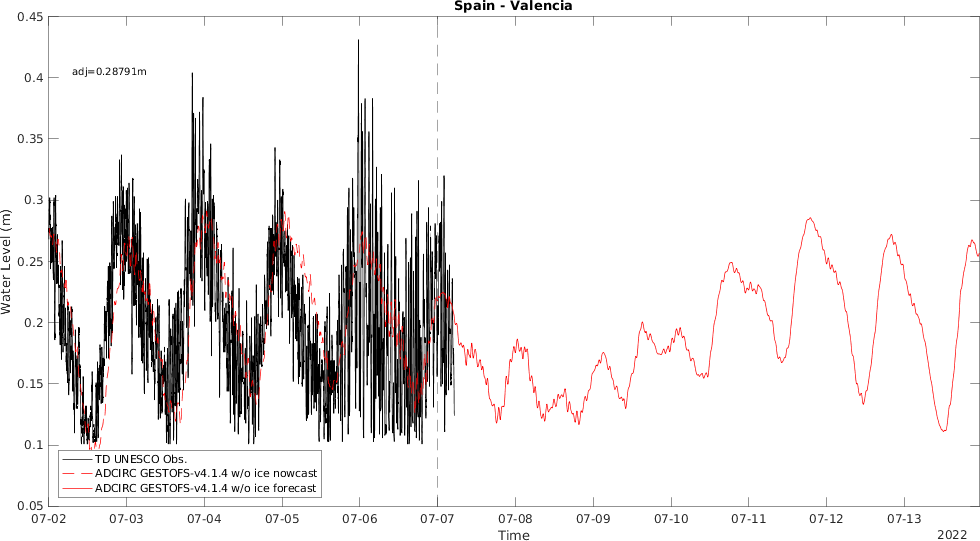 Spain - Valencia
0.45
adj=0.28791m
0.4
0.35
0.3
0.25
0.2
0.15
0.1
0.05
Water Level (m)
TD UNESCO Obs.
ADCIRC GESTOFS-v4.1.4 w/o ice nowcast
ADCIRC GESTOFS-v4.1.4 w/o ice forecast
07-02 07-03 07-04 07-05 07-06 07-07 07-08 07-09 07-10 07-11 07-12 07-13
Time
2022